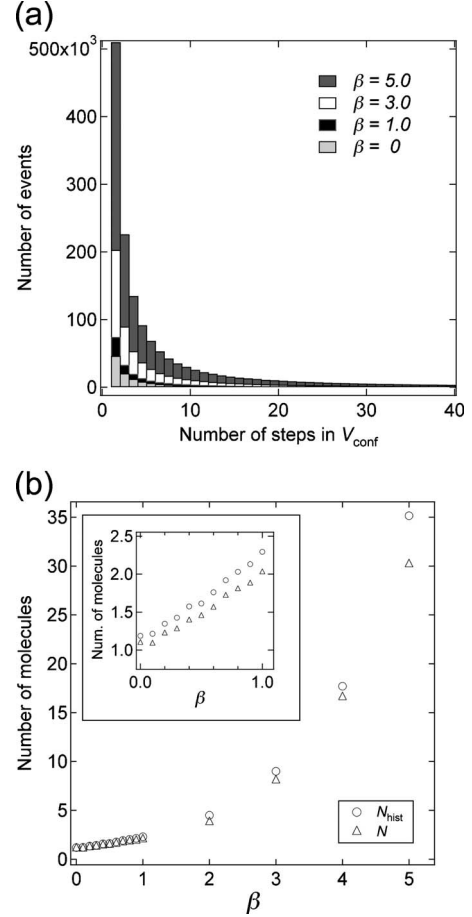 (a)
500x10³
400
300
200
100
0
Number of events
β = 5.0
β = 3.0
β = 1.0
β = 0
0 10 20 30 40
Number of steps in V_conf
(b)
35
30
25
20
15
10
5
0
Number of molecules
2.5
2.0
1.5
1.0
Num. of molecules
0.0 1.0
β
N_hist
N
0 1 2 3 4 5
β